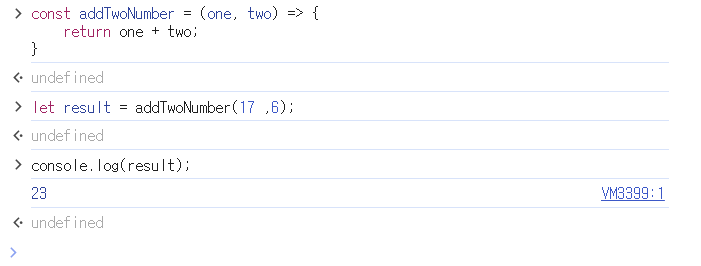 const addTwoNumber = (one, two) => {
return one + two;
}
undefined
let result = addTwoNumber(17 ,6);
undefined
console.log(result);
23 VM3399:1
undefined